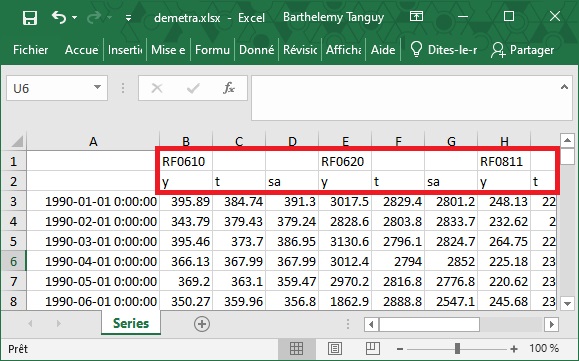 demetra.xlsx - Excel Barthelemy Tanguy
Fichier Accueil Insertic Mise e Formu Donné Révisic Affiche Dites-le-r Partager
U6 fx
A B C D E F G H
1 RF0610 RF0620 RF0811
2 y t sa y t sa y t
3 1990-01-01 0:00:00 395.89 384.74 391.3 3017.5 2829.4 2801.2 248.13 22
4 1990-02-01 0:00:00 343.79 379.43 379.24 2828.6 2803.8 2833.7 232.62 2
5 1990-03-01 0:00:00 395.46 373.7 386.95 3130.6 2796.1 2824.7 264.75 22
6 1990-04-01 0:00:00 366.13 367.99 367.99 3012.4 2794 2852 225.18 23
7 1990-05-01 0:00:00 369.2 363.1 359.47 2970.2 2816.8 2776.8 220.62 23
8 1990-06-01 0:00:00 350.27 359.96 356.8 1862.9 2888.8 2547.1 245.68 23
Series
Prêt 100 %